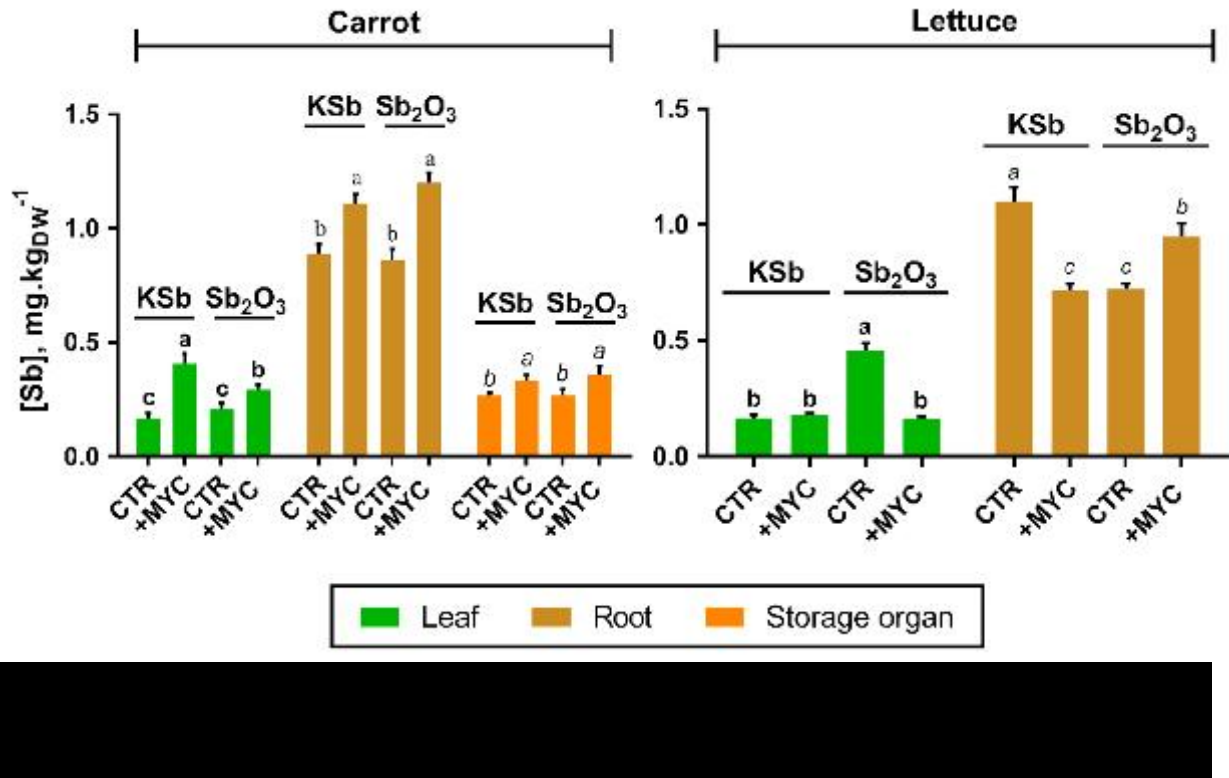 Carrot
Lettuce
[Sb], mg.kgDW⁻¹
1.5
1.0
0.5
0.0
KSb Sb₂O₃
c a c b
KSb Sb₂O₃
b a b a
KSb Sb₂O₃
b a b a
CTR +MYC CTR +MYC CTR +MYC CTR +MYC CTR +MYC CTR +MYC
1.5
1.0
0.5
0.0
KSb Sb₂O₃
b b a b
KSb Sb₂O₃
a c c b
CTR +MYC CTR +MYC CTR +MYC CTR +MYC
Leaf Root Storage organ